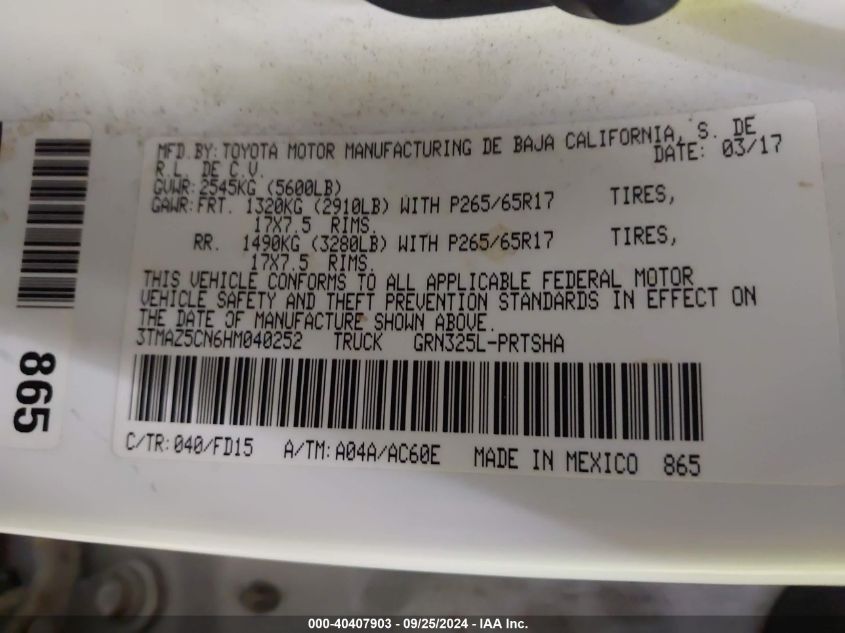 MFD.BY:TOYOTA MOTOR MANUFACTURING DE BAJA CALIFORNIA, S. DE
R.L. DE C.V. DATE: 03/17
GVWR:2545KG (5600LB)
GAWR:FRT. 1320KG (2910LB) WITH P265/65R17 TIRES,
17X7.5 RIMS.
RR. 1490KG (3280LB) WITH P265/65R17 TIRES,
17X7.5 RIMS.
THIS VEHICLE CONFORMS TO ALL APPLICABLE FEDERAL MOTOR
VEHICLE SAFETY AND THEFT PREVENTION STANDARDS IN EFFECT ON
THE DATE OF MANUFACTURE SHOWN ABOVE.
3TMAZ5CN6HM040252 TRUCK GRN325L-PRTSHA
C/TR:040/FD15 A/TM:A04A/AC60E MADE IN MEXICO 865
865
000-40407903 - 09/25/2024 - IAA Inc.